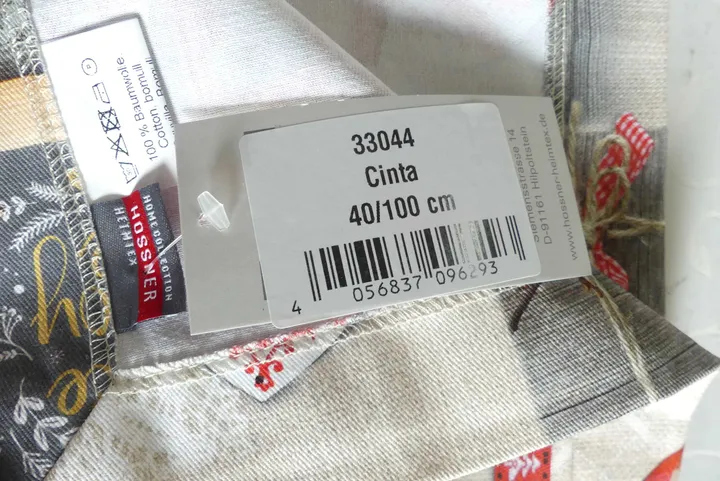 33044
Cinta
40/100 cm
4 056837 096293
Siemensstrasse 14
D-91161 Hilpoltstein
www.hossner-heimtex.de
100 % Baumwolle
Cotton bomull
HOME COLLECTION
HOSSNER
HEIMTEX